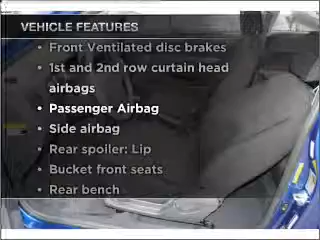 VEHICLE FEATURES
• Front Ventilated disc brakes
• 1st and 2nd row curtain head
airbags
• Passenger Airbag
• Side airbag
• Rear spoiler: Lip
• Bucket front seats
• Rear bench